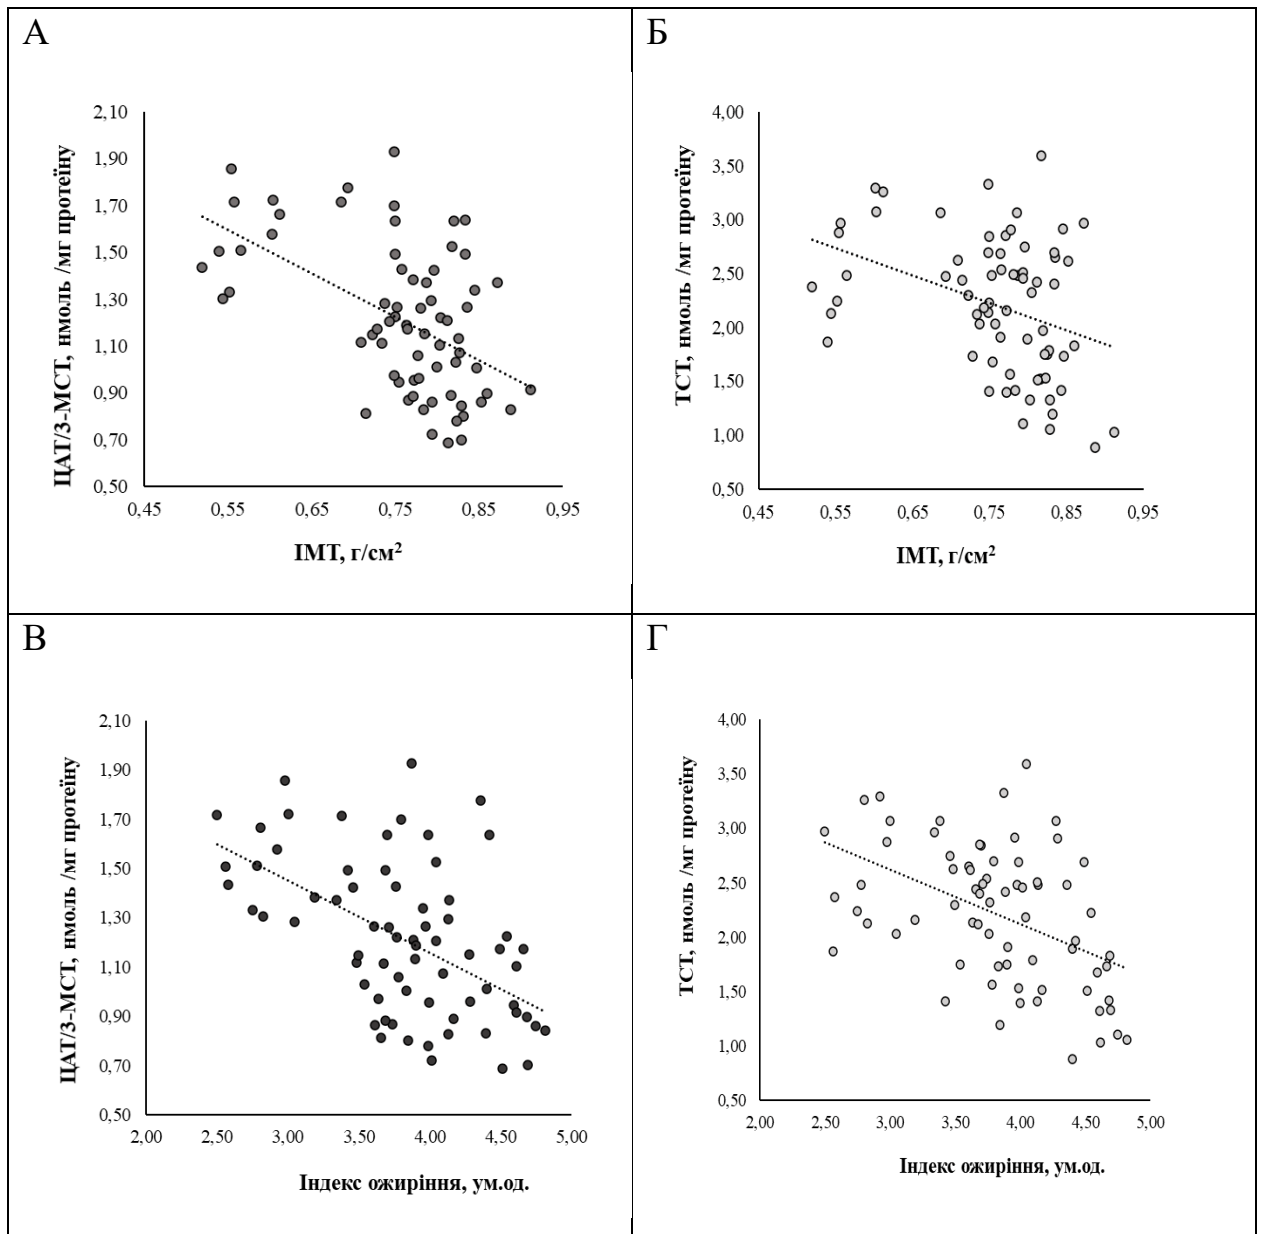 А
ЦАТ/3-МСТ, нмоль /мг протеїну
2,10
1,90
1,70
1,50
1,30
1,10
0,90
0,70
0,50
0,45 0,55 0,65 0,75 0,85 0,95
ІМТ, г/см²
Б
ТСТ, нмоль /мг протеїну
4,00
3,50
3,00
2,50
2,00
1,50
1,00
0,50
0,45 0,55 0,65 0,75 0,85 0,95
ІМТ, г/см²
В
ЦАТ/3-МСТ, нмоль /мг протеїну
2,10
1,90
1,70
1,50
1,30
1,10
0,90
0,70
0,50
2,00 2,50 3,00 3,50 4,00 4,50 5,00
Індекс ожиріння, ум.од.
Г
ТСТ, нмоль /мг протеїну
4,00
3,50
3,00
2,50
2,00
1,50
1,00
0,50
2,00 2,50 3,00 3,50 4,00 4,50 5,00
Індекс ожиріння, ум.од.